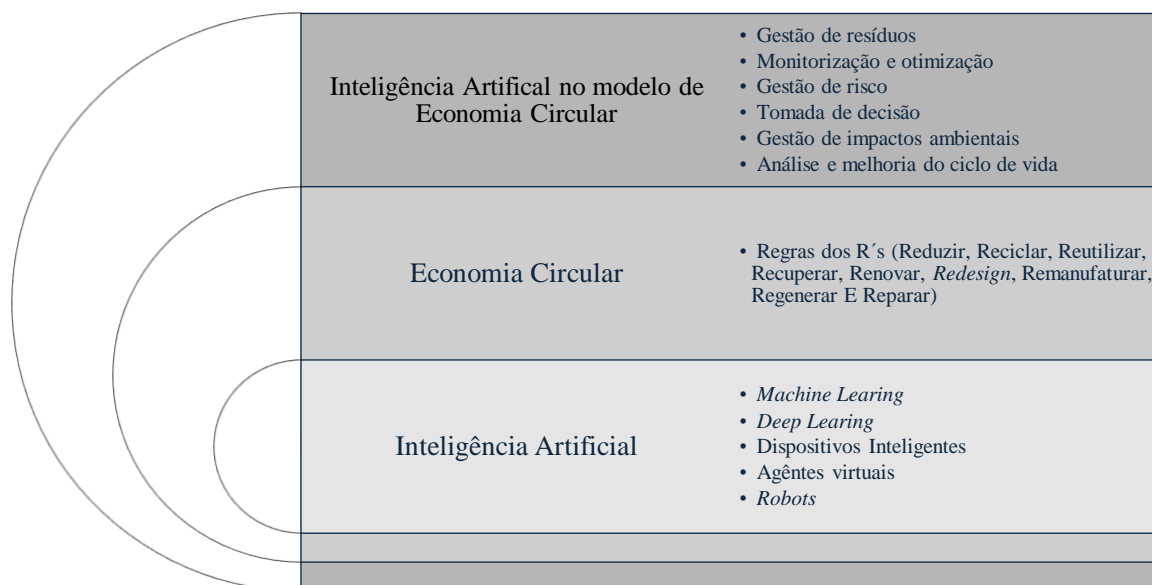 Inteligência Artifical no modelo de
Economia Circular
• Gestão de resíduos
• Monitorização e otimização
• Gestão de risco
• Tomada de decisão
• Gestão de impactos ambientais
• Análise e melhoria do ciclo de vida
Economia Circular
• Regras dos R´s (Reduzir, Reciclar, Reutilizar,
Recuperar, Renovar, Redesign, Remanufaturar,
Regenerar E Reparar)
Inteligência Artificial
• Machine Learing
• Deep Learing
• Dispositivos Inteligentes
• Agêntes virtuais
• Robots